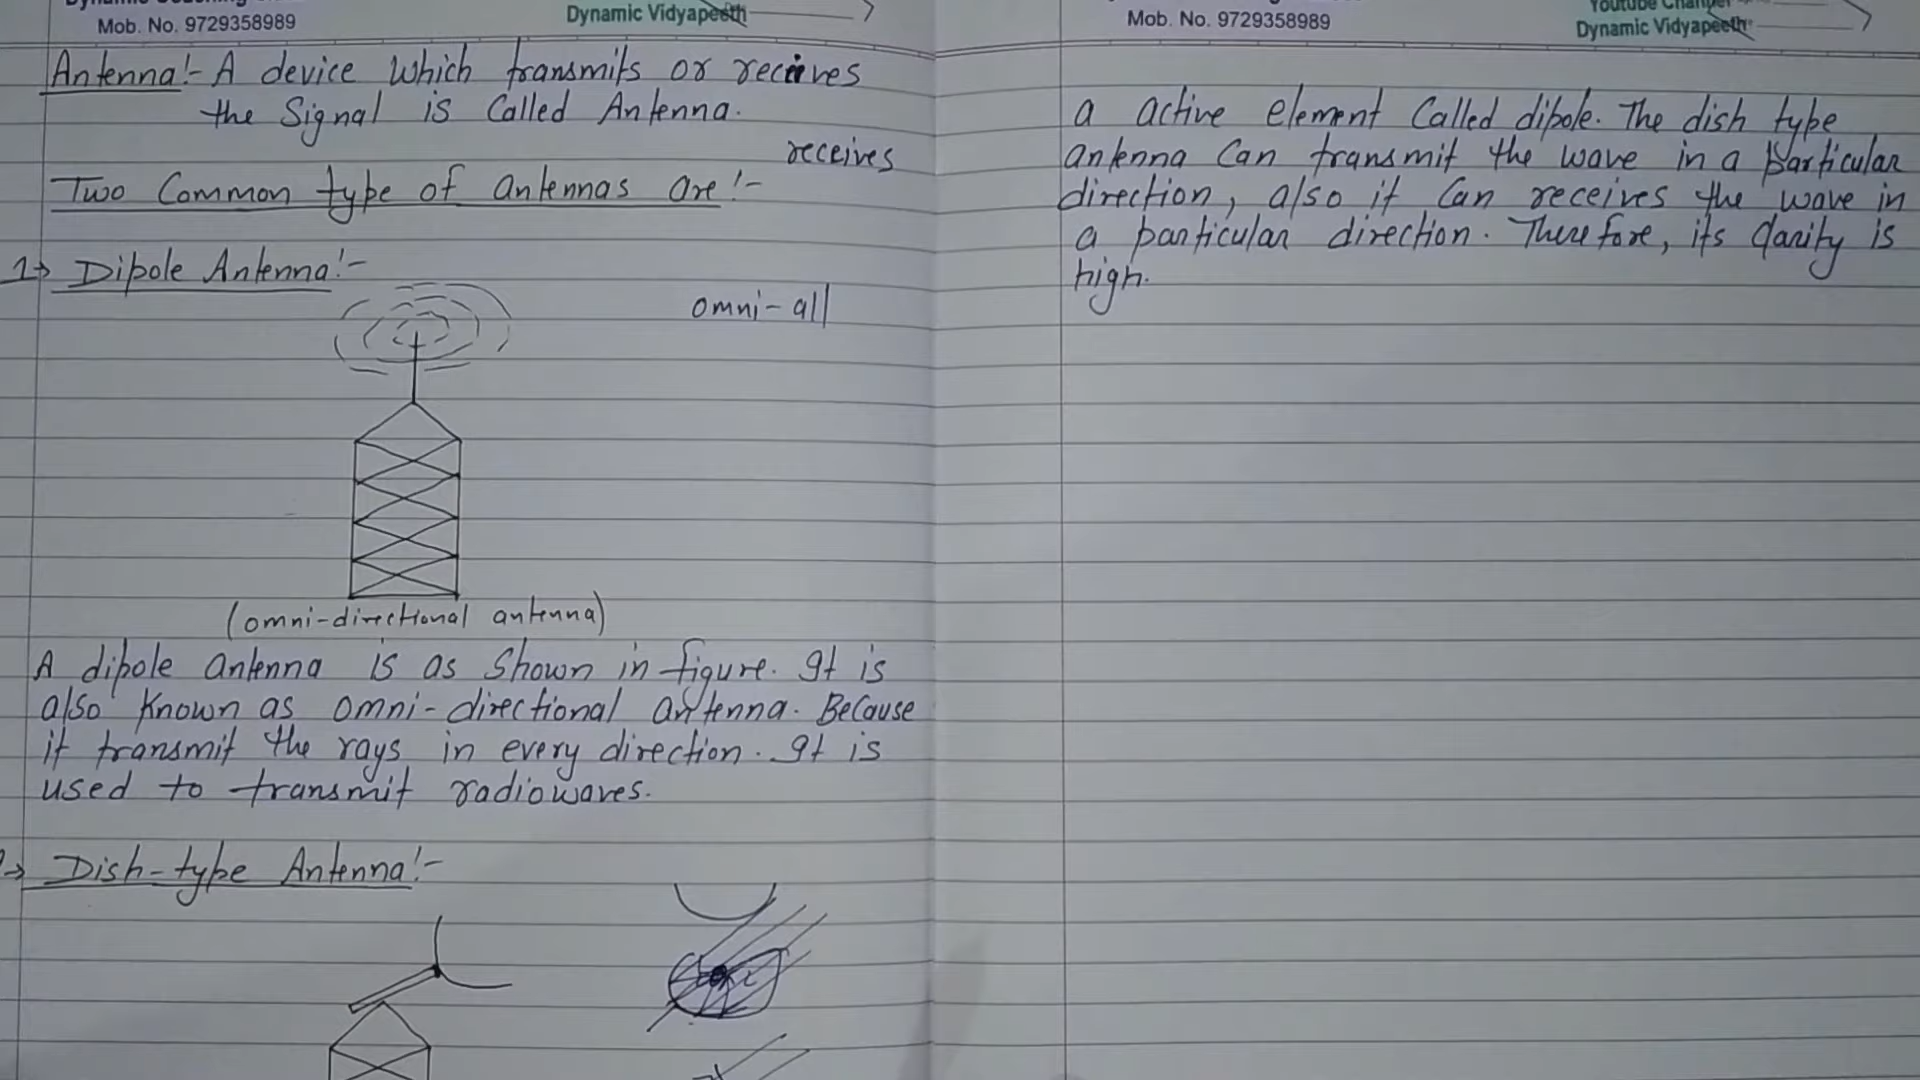 Mob. No. 9729358989
Dynamic Vidyapeeth
Antenna:- A device which transmits or receives
the Signal is Called Antenna.
receives
Two Common type of antennas are:-
1→ Dipole Antenna:-
omni-all
(omni-directional antenna)
A dipole antenna is as shown in figure. It is
also known as omni-directional antenna. Because
it transmit the rays in every direction. It is
used to transmit radiowaves.
Dish-type Antenna:-
Mob. No. 9729358989
Youtube Channel
Dynamic Vidyapeeth
a active element Called dipole. The dish type
antenna Can transmit the wave in a particular
direction, also it Can receives the wave in
a particular direction. Therefore, its clarity is
high.